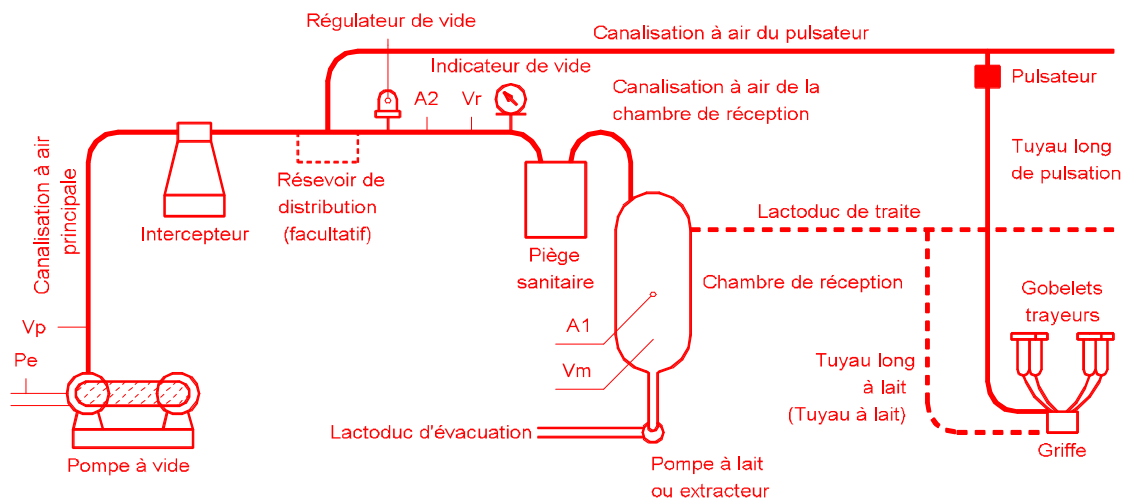 Régulateur de vide
Canalisation à air du pulsateur
Indicateur de vide
Pulsateur
Canalisation à air de la
chambre de réception
A2
Vr
Tuyau long
de pulsation
Canalisation à air
principale
Résevoir de
distribution
(facultatif)
Intercepteur
Piège
sanitaire
Lactoduc de traite
Chambre de réception
Gobelets
trayeurs
A1
Vm
Vp
Pe
Tuyau long
à lait
(Tuyau à lait)
Lactoduc d'évacuation
Griffe
Pompe à vide
Pompe à lait
ou extracteur